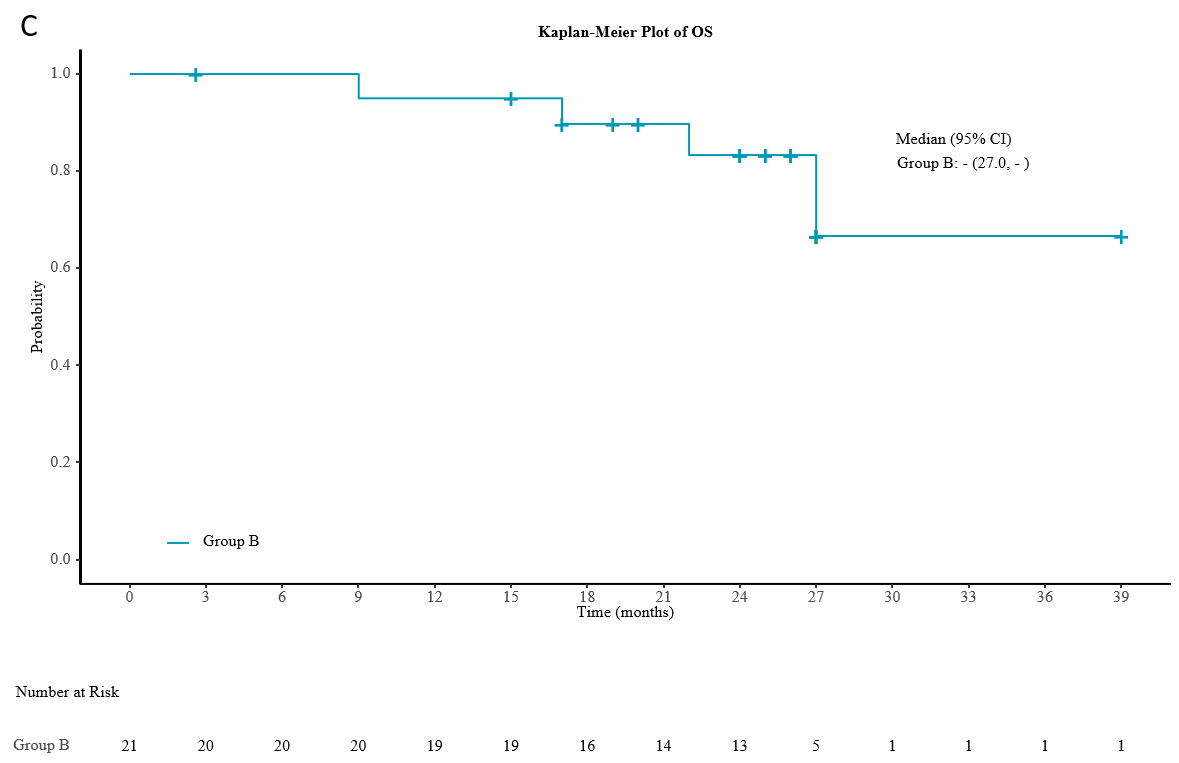 C
Kaplan-Meier Plot of OS
1.0
0.8
0.6
0.4
0.2
0.0
Probability
Median (95% CI)
Group B: - (27.0, - )
Group B
0 3 6 9 12 15 18 21 24 27 30 33 36 39
Time (months)
Number at Risk
Group B 21 20 20 20 19 19 16 14 13 5 1 1 1 1